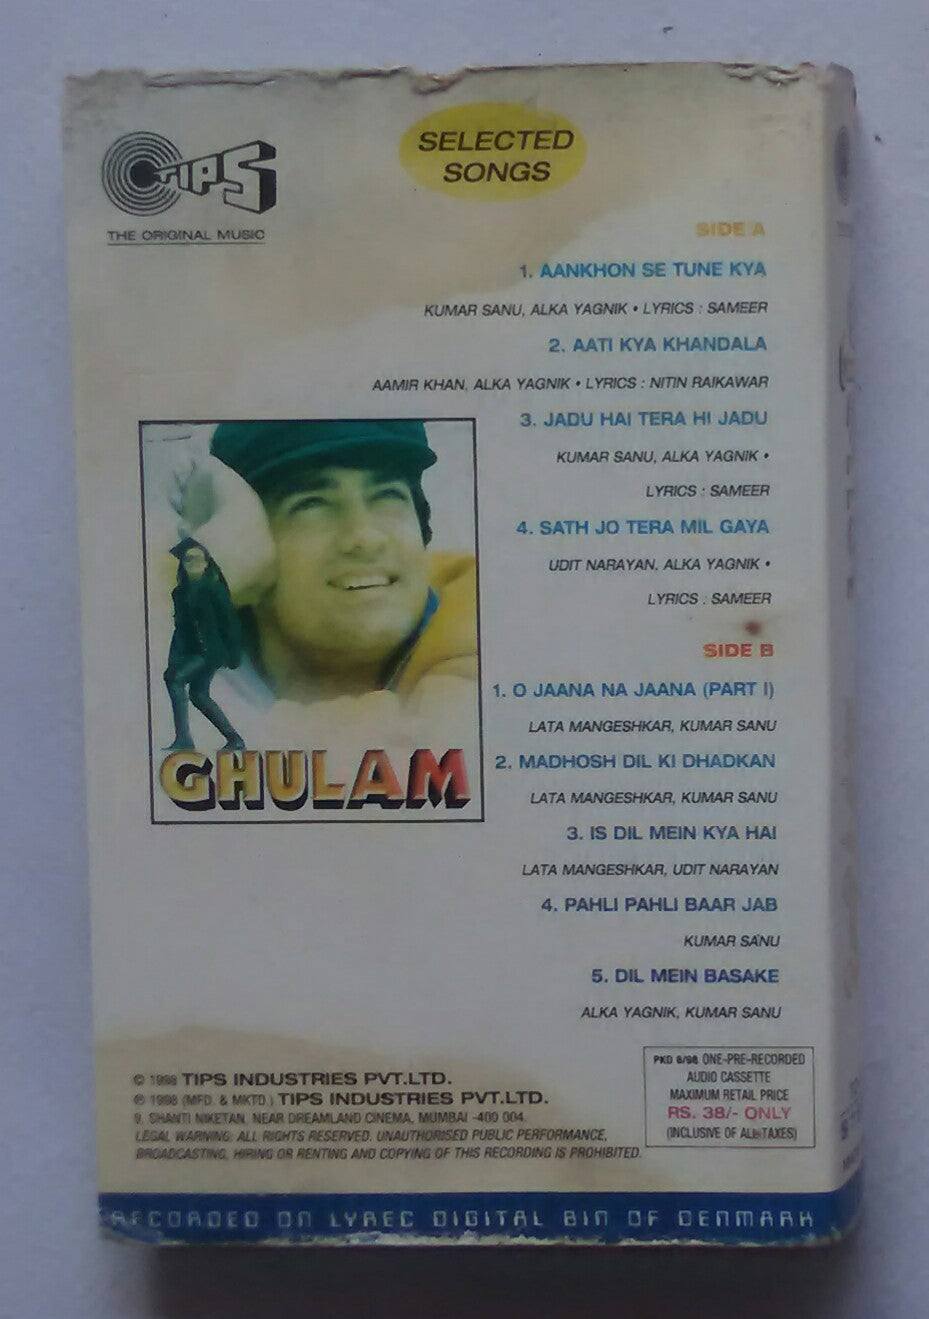 TIPS
THE ORIGINAL MUSIC
SELECTED
SONGS
SIDE A
1. AANKHON SE TUNE KYA
KUMAR SANU, ALKA YAGNIK • LYRICS : SAMEER
2. AATI KYA KHANDALA
AAMIR KHAN, ALKA YAGNIK • LYRICS : NITIN RAIKAWAR
3. JADU HAI TERA HI JADU
KUMAR SANU, ALKA YAGNIK •
LYRICS : SAMEER
4. SATH JO TERA MIL GAYA
UDIT NARAYAN, ALKA YAGNIK •
LYRICS : SAMEER
SIDE B
1. O JAANA NA JAANA (PART I)
LATA MANGESHKAR, KUMAR SANU
2. MADHOSH DIL KI DHADKAN
LATA MANGESHKAR, KUMAR SANU
3. IS DIL MEIN KYA HAI
LATA MANGESHKAR, UDIT NARAYAN
4. PAHLI PAHLI BAAR JAB
KUMAR SANU
5. DIL MEIN BASAKE
ALKA YAGNIK, KUMAR SANU
GHULAM
© 1998 TIPS INDUSTRIES PVT.LTD.
℗ 1998 (MFD. & MKTD.) TIPS INDUSTRIES PVT.LTD.
9, SHANTI NIKETAN, NEAR DREAMLAND CINEMA, MUMBAI -400 004.
LEGAL WARNING: ALL RIGHTS RESERVED. UNAUTHORISED PUBLIC PERFORMANCE,
BROADCASTING, HIRING OR RENTING AND COPYING OF THIS RECORDING IS PROHIBITED.
PKD 6/98 ONE-PRE-RECORDED
AUDIO CASSETTE
MAXIMUM RETAIL PRICE
RS. 38/- ONLY
(INCLUSIVE OF ALL TAXES)
RECORDED ON LYREC DIGITAL BIN OF DENMARK